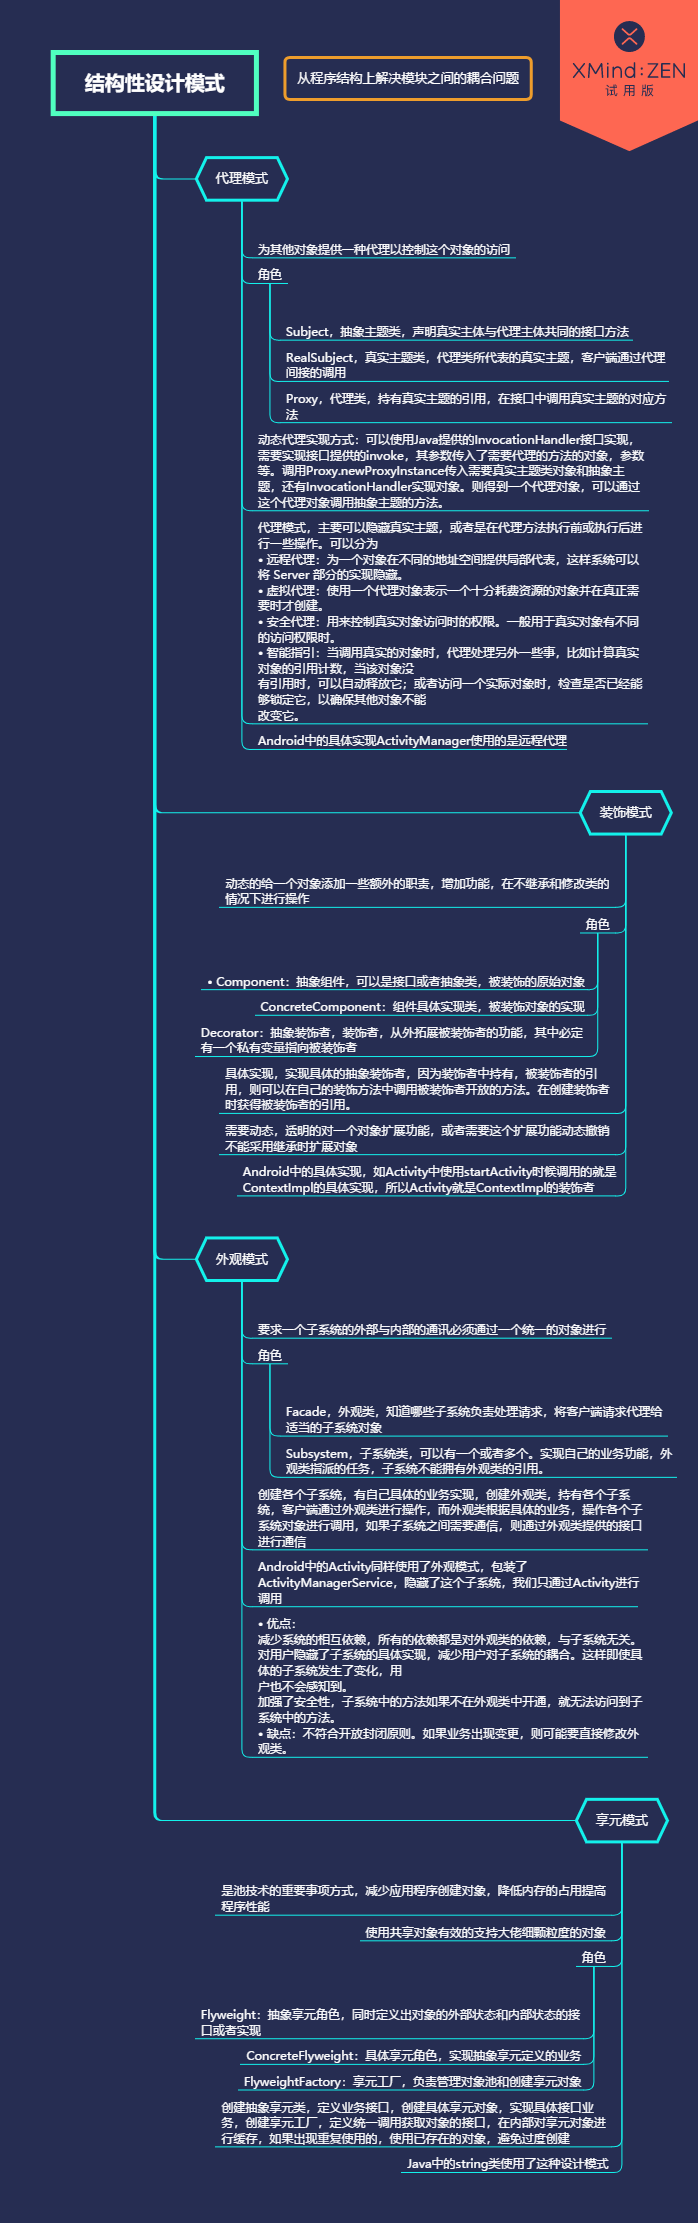 结构性设计模式
从程序结构上解决模块之间的耦合问题
XMind:ZEN
试用版
代理模式
为其他对象提供一种代理以控制这个对象的访问
角色
Subject，抽象主题类，声明真实主体与代理主体共同的接口方法
RealSubject，真实主题类，代理类所代表的真实主题，客户端通过代理
间接的调用
Proxy，代理类，持有真实主题的引用，在接口中调用真实主题的对应方
法
动态代理实现方式：可以使用Java提供的InvocationHandler接口实现，
需要实现接口提供的invoke，其参数传入了需要代理的方法的对象，参数
等。调用Proxy.newProxyInstance传入需要真实主题类对象和抽象主
题，还有InvocationHandler实现对象。则得到一个代理对象，可以通过
这个代理对象调用抽象主题的方法。
代理模式，主要可以隐藏真实主题，或者是在代理方法执行前或执行后进
行一些操作。可以分为
• 远程代理：为一个对象在不同的地址空间提供局部代表，这样系统可以
将 Server 部分的实现隐藏。
• 虚拟代理：使用一个代理对象表示一个十分耗费资源的对象并在真正需
要时才创建。
• 安全代理：用来控制真实对象访问时的权限。一般用于真实对象有不同
的访问权限时。
• 智能指引：当调用真实的对象时，代理处理另外一些事，比如计算真实
对象的引用计数，当该对象没
有引用时，可以自动释放它；或者访问一个实际对象时，检查是否已经能
够锁定它，以确保其他对象不能
改变它。
Android中的具体实现ActivityManager使用的是远程代理
装饰模式
动态的给一个对象添加一些额外的职责，增加功能，在不继承和修改类的
情况下进行操作
角色
• Component：抽象组件，可以是接口或者抽象类，被装饰的原始对象
ConcreteComponent：组件具体实现类，被装饰对象的实现
Decorator：抽象装饰者，装饰者，从外拓展被装饰者的功能，其中必定
有一个私有变量指向被装饰者
具体实现，实现具体的抽象装饰者，因为装饰者中持有，被装饰者的引
用，则可以在自己的装饰方法中调用被装饰者开放的方法。在创建装饰者
时获得被装饰者的引用。
需要动态，透明的对一个对象扩展功能，或者需要这个扩展功能动态撤销
不能采用继承时扩展对象
Android中的具体实现，如Activity中使用startActivity时候调用的就是
ContextImpl的具体实现，所以Activity就是ContextImpl的装饰者
外观模式
要求一个子系统的外部与内部的通讯必须通过一个统一的对象进行
角色
Facade，外观类，知道哪些子系统负责处理请求，将客户端请求代理给
适当的子系统对象
Subsystem，子系统类，可以有一个或者多个。实现自己的业务功能，外
观类指派的任务，子系统不能拥有外观类的引用。
创建各个子系统，有自己具体的业务实现，创建外观类，持有各个子系
统，客户端通过外观类进行操作，而外观类根据具体的业务，操作各个子
系统对象进行调用，如果子系统之间需要通信，则通过外观类提供的接口
进行通信
Android中的Activity同样使用了外观模式，包装了
ActivityManagerService，隐藏了这个子系统，我们只通过Activity进行
调用
• 优点：
减少系统的相互依赖，所有的依赖都是对外观类的依赖，与子系统无关。
对用户隐藏了子系统的具体实现，减少用户对子系统的耦合。这样即使具
体的子系统发生了变化，用
户也不会感知到。
加强了安全性，子系统中的方法如果不在外观类中开通，就无法访问到子
系统中的方法。
• 缺点：不符合开放封闭原则。如果业务出现变更，则可能要直接修改外
观类。
享元模式
是池技术的重要事项方式，减少应用程序创建对象，降低内存的占用提高
程序性能
使用共享对象有效的支持大佬细颗粒度的对象
角色
Flyweight：抽象享元角色，同时定义出对象的外部状态和内部状态的接
口或者实现
ConcreteFlyweight：具体享元角色，实现抽象享元定义的业务
FlyweightFactory：享元工厂，负责管理对象池和创建享元对象
创建抽象享元类，定义业务接口，创建具体享元对象，实现具体接口业
务，创建享元工厂，定义统一调用获取对象的接口，在内部对享元对象进
行缓存，如果出现重复使用的，使用已存在的对象，避免过度创建
Java中的string类使用了这种设计模式